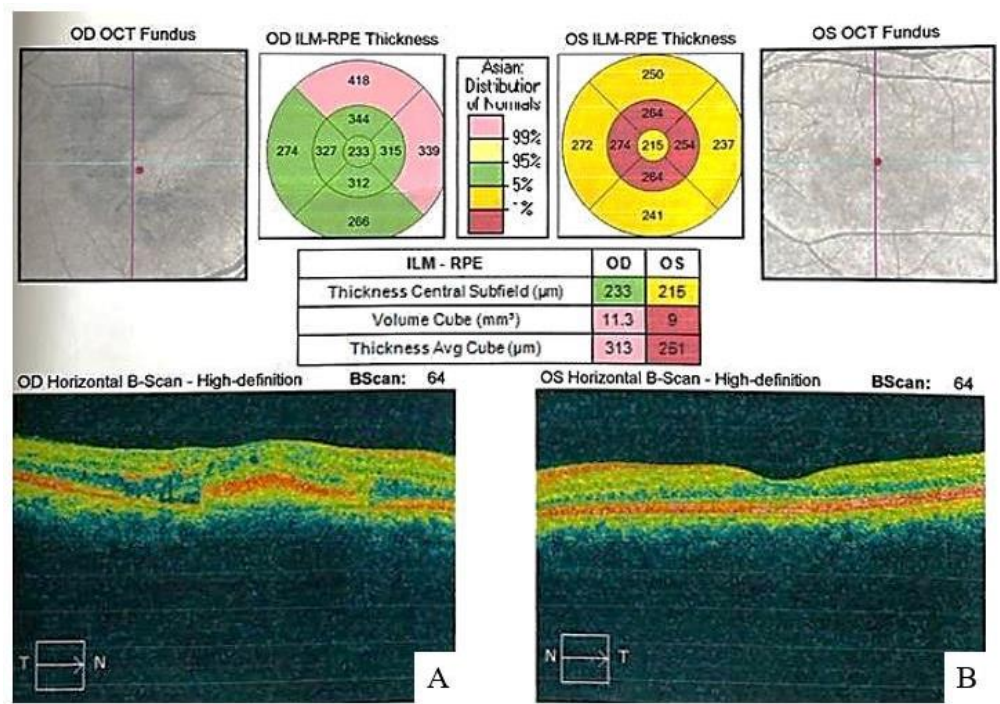 OD OCT Fundus
OD ILM-RPE Thickness
OS ILM-RPE Thickness
OS OCT Fundus
418
344
274 327 233 315 339
312
266
Asian:
Distribution
of Normals
99%
95%
5%
250
264
272 274 215 254 237
264
241
ILM - RPE OD OS
Thickness Central Subfield (µm) 233 215
Volume Cube (mm³) 11.3 9
Thickness Avg Cube (µm) 313 251
OD Horizontal B-Scan - High-definition BScan: 64
OS Horizontal B-Scan - High-definition BScan: 64
T N
A
N T
B